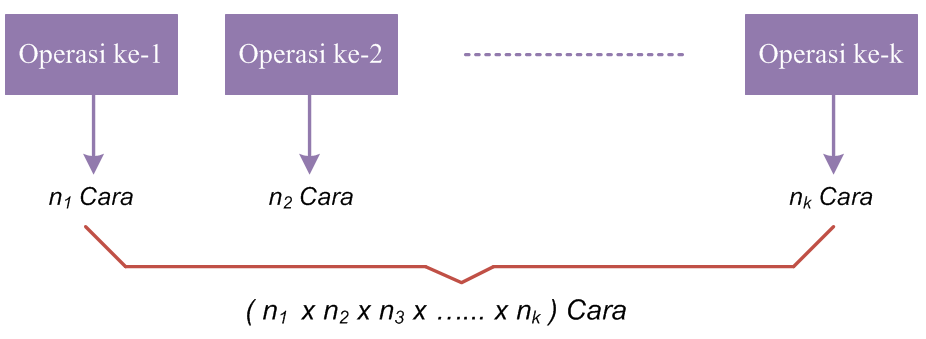 Operasi ke-1 Operasi ke-2 Operasi ke-k
n₁ Cara n₂ Cara nₖ Cara
( n₁ x n₂ x n₃ x …... x nₖ ) Cara